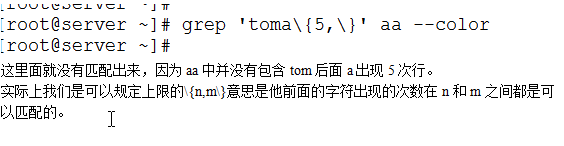 [root@server ~]#
[root@server ~]# grep 'toma\{5,\}' aa --color
[root@server ~]#
这里面就没有匹配出来，因为 aa 中并没有包含 tom 后面 a 出现 5 次行。
实际上我们是可以规定上限的\{n,m\}意思是他前面的字符出现的次数在 n 和 m 之间都是可
以匹配的。